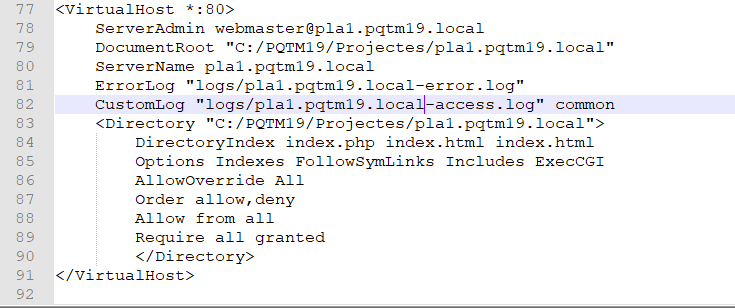 77 <VirtualHost *:80>
78     ServerAdmin webmaster@pla1.pqtm19.local
79     DocumentRoot "C:/PQTM19/Projectes/pla1.pqtm19.local"
80     ServerName pla1.pqtm19.local
81     ErrorLog "logs/pla1.pqtm19.local-error.log"
82     CustomLog "logs/pla1.pqtm19.local-access.log" common
83     <Directory "C:/PQTM19/Projectes/pla1.pqtm19.local">
84         DirectoryIndex index.php index.html index.html
85         Options Indexes FollowSymLinks Includes ExecCGI
86         AllowOverride All
87         Order allow,deny
88         Allow from all
89         Require all granted
90         </Directory>
91 </VirtualHost>
92